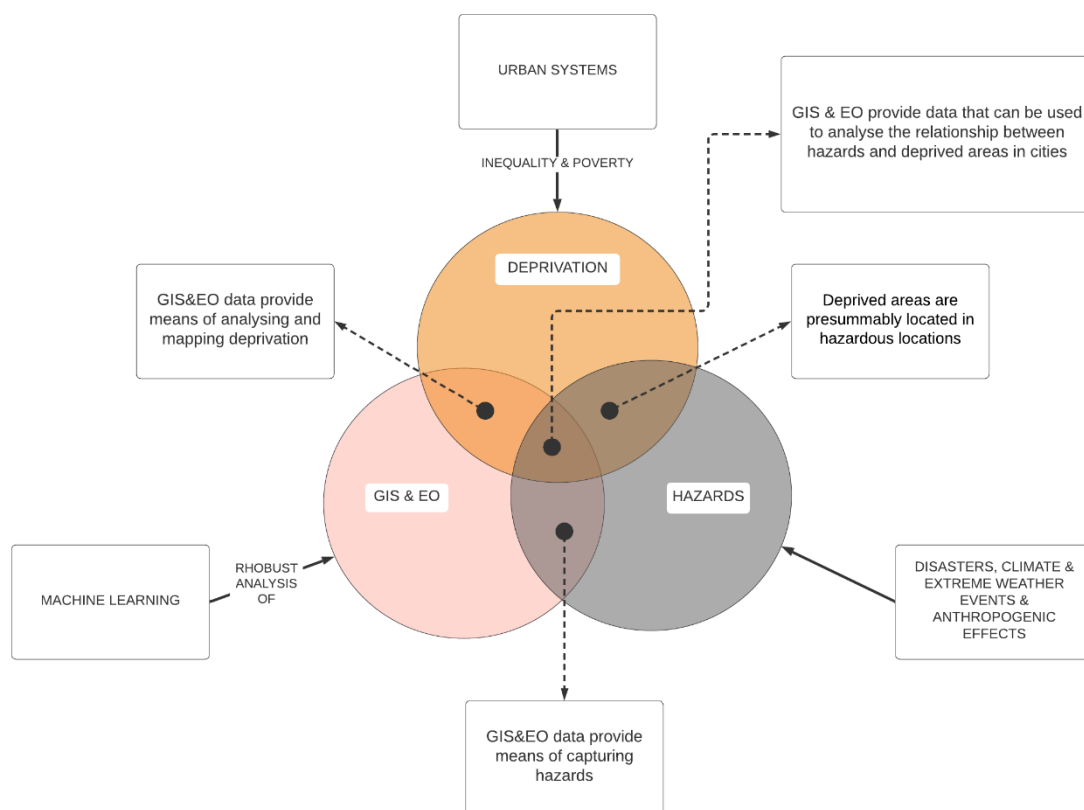 URBAN SYSTEMS
GIS & EO provide data that can be used
to analyse the relationship between
hazards and deprived areas in cities
INEQUALITY & POVERTY
DEPRIVATION
GIS&EO data provide
means of analysing and
mapping deprivation
Deprived areas are
presummably located in
hazardous locations
GIS & EO
HAZARDS
MACHINE LEARNING
RHOBUST
ANALYSIS
OF
DISASTERS, CLIMATE &
EXTREME WEATHER
EVENTS &
ANTHROPOGENIC
EFFECTS
GIS&EO data provide
means of capturing
hazards